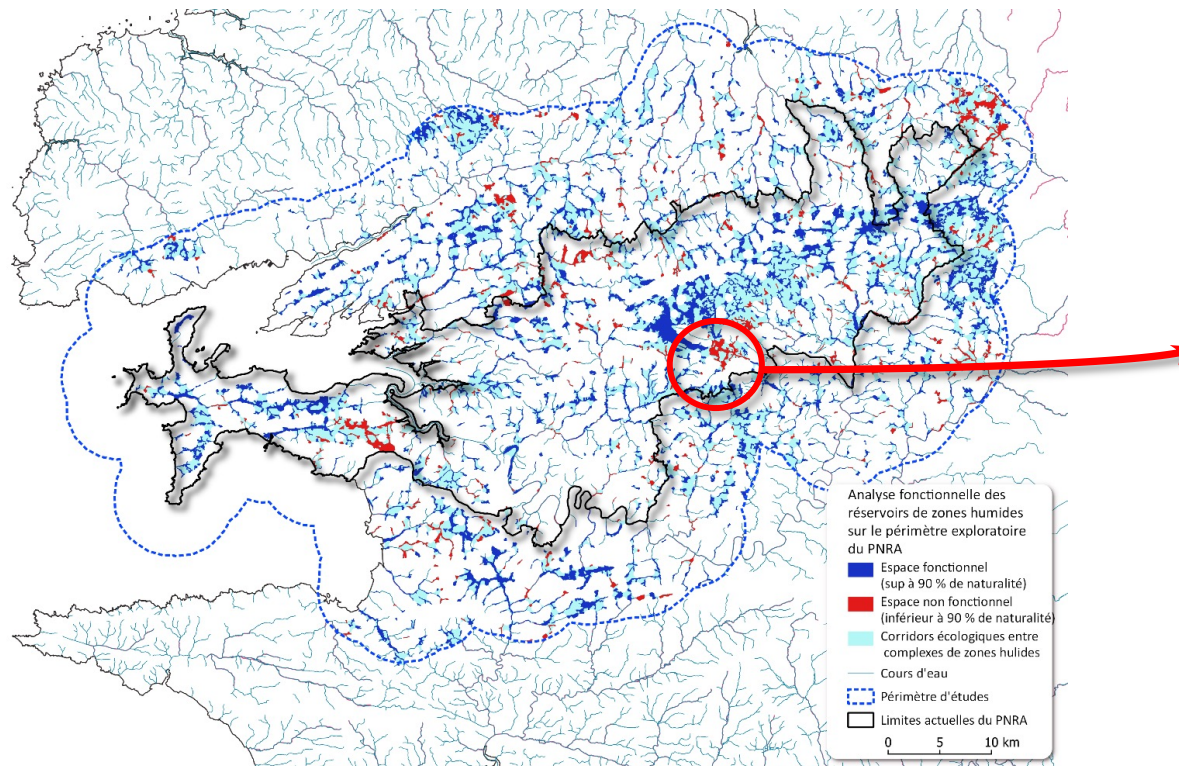 Analyse fonctionnelle des
réservoirs de zones humides
sur le périmètre exploratoire
du PNRA
Espace fonctionnel
(sup à 90 % de naturalité)
Espace non fonctionnel
(inférieur à 90 % de naturalité)
Corridors écologiques entre
complexes de zones hulides
Cours d'eau
Périmètre d'études
Limites actuelles du PNRA
0 5 10 km